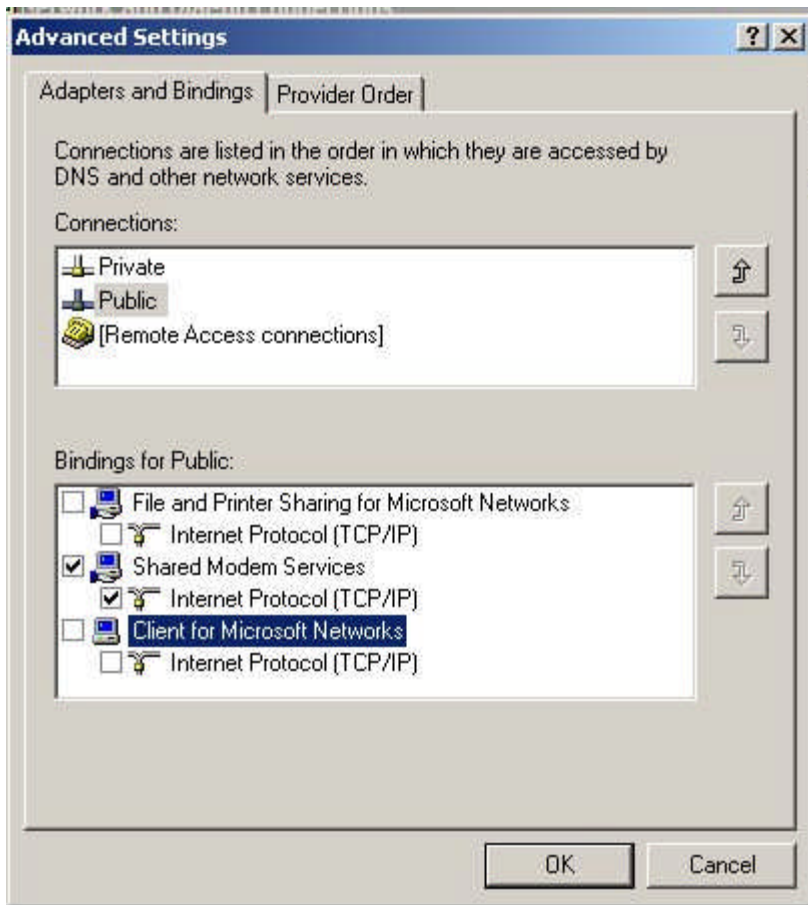 Advanced Settings
Adapters and Bindings
Provider Order
Connections are listed in the order in which they are accessed by
DNS and other network services.
Connections:
Private
Public
[Remote Access connections]
Bindings for Public:
File and Printer Sharing for Microsoft Networks
Internet Protocol (TCP/IP)
Shared Modem Services
Internet Protocol (TCP/IP)
Client for Microsoft Networks
Internet Protocol (TCP/IP)
OK
Cancel